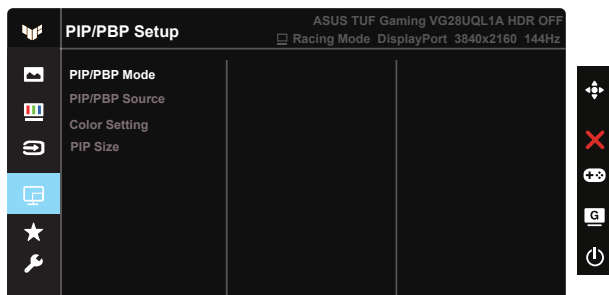 PIP/PBP Setup
ASUS TUF Gaming VG28UQL1A HDR OFF
Racing Mode DisplayPort 3840x2160 144Hz
PIP/PBP Mode
PIP/PBP Source
Color Setting
PIP Size
G